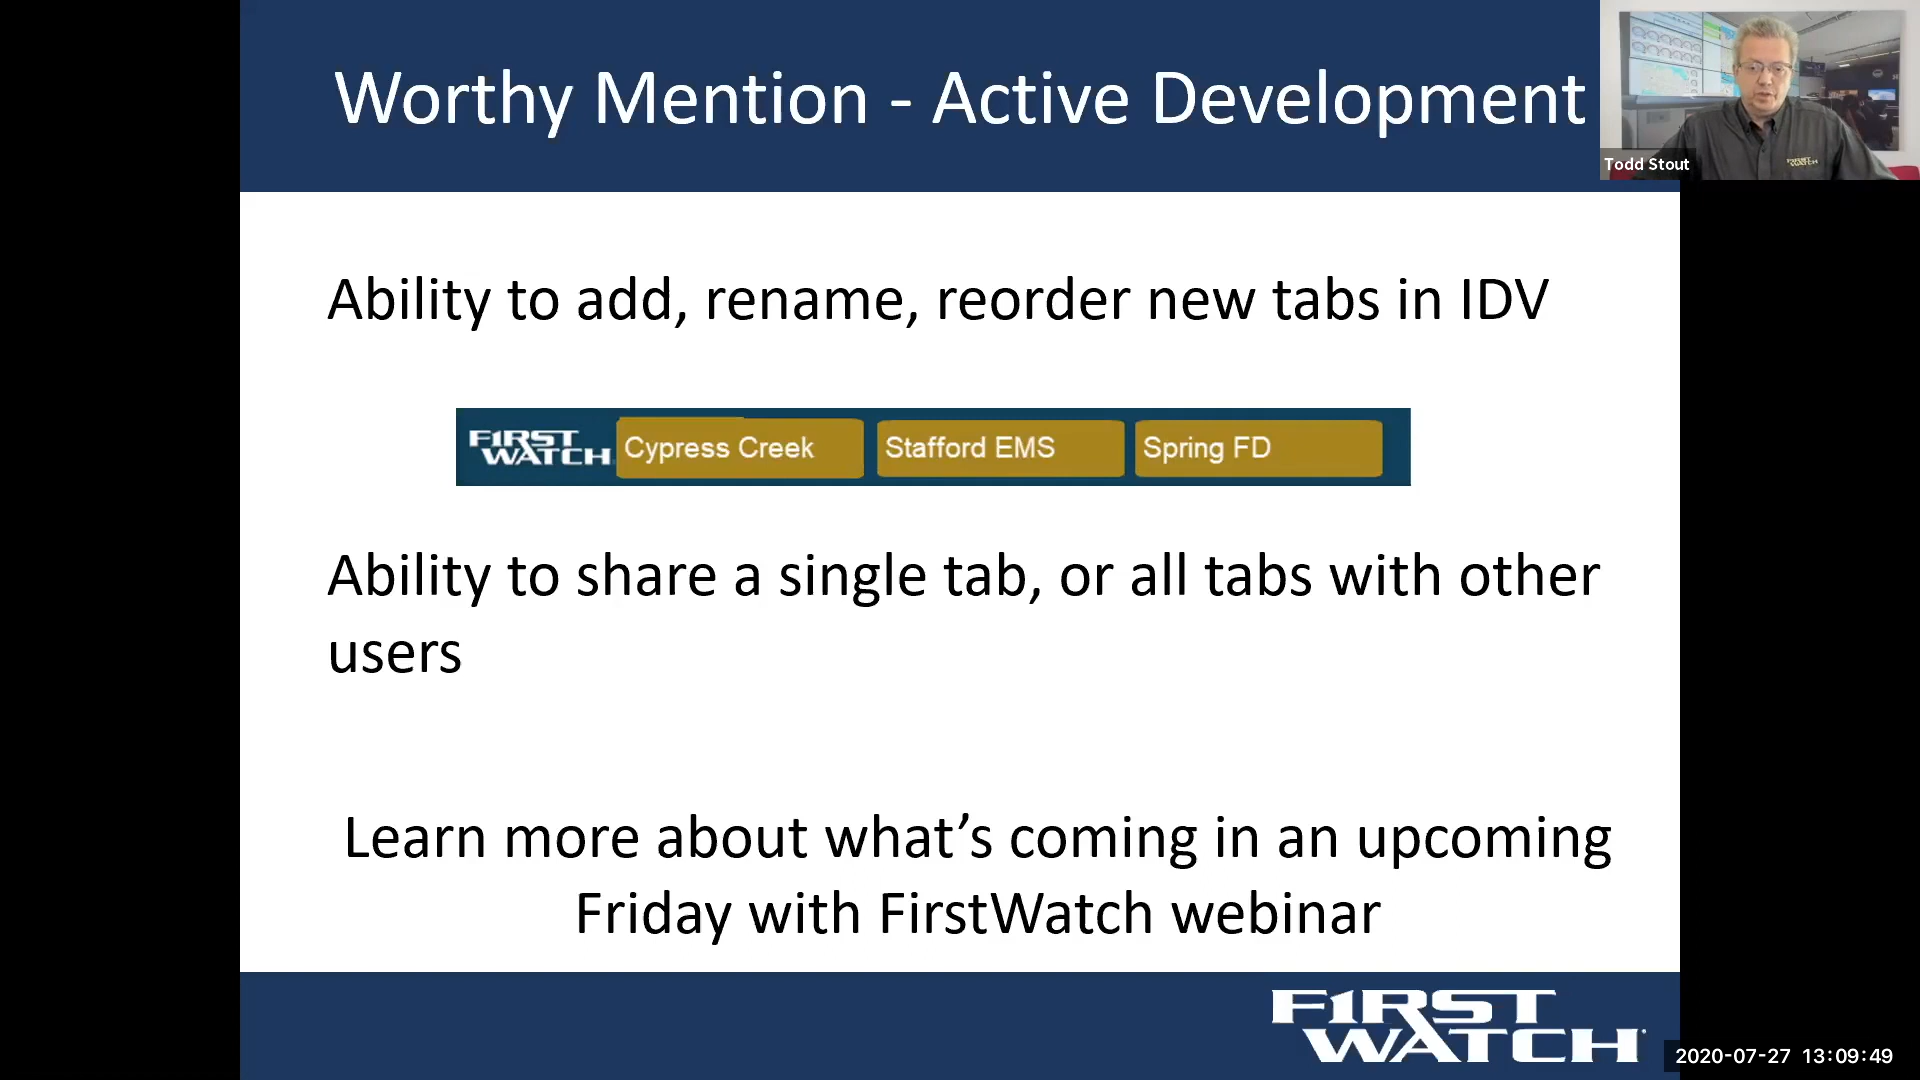 Worthy Mention - Active Development
Todd Stout
FIRST
WATCH
Ability to add, rename, reorder new tabs in IDV
FIRST
WATCH
Cypress Creek
Stafford EMS
Spring FD
Ability to share a single tab, or all tabs with other
users
Learn more about what’s coming in an upcoming
Friday with FirstWatch webinar
FIRST
WATCH
2020-07-27 13:09:49